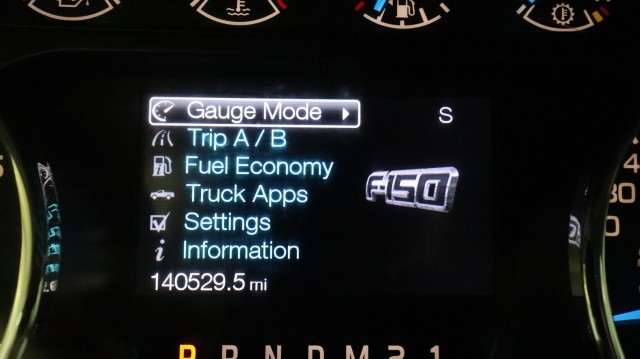 Gauge Mode
S
Trip A / B
Fuel Economy
F-150
Truck Apps
Settings
Information
140529.5 mi
P R N D M 2 1